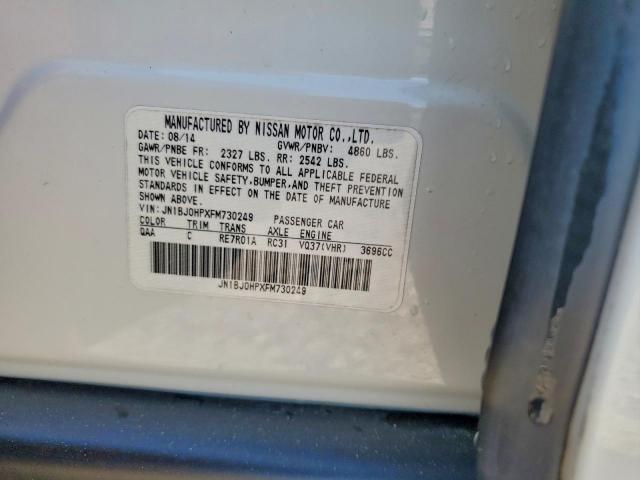 MANUFACTURED BY NISSAN MOTOR CO.,LTD.
DATE: 08/14 GVWR/PNBV: 4860 LBS.
GAWR/PNBE FR: 2327 LBS. RR: 2542 LBS.
THIS VEHICLE CONFORMS TO ALL APPLICABLE FEDERAL
MOTOR VEHICLE SAFETY,BUMPER,AND THEFT PREVENTION
STANDARDS IN EFFECT ON THE DATE OF MANUFACTURE
SHOWN ABOVE.
VIN: JN1BJ0HPXFM730249 PASSENGER CAR
COLOR TRIM TRANS AXLE ENGINE
QAA C RE7R01A RC31 VQ37(VHR) 3696CC
JN1BJ0HPXFM730249